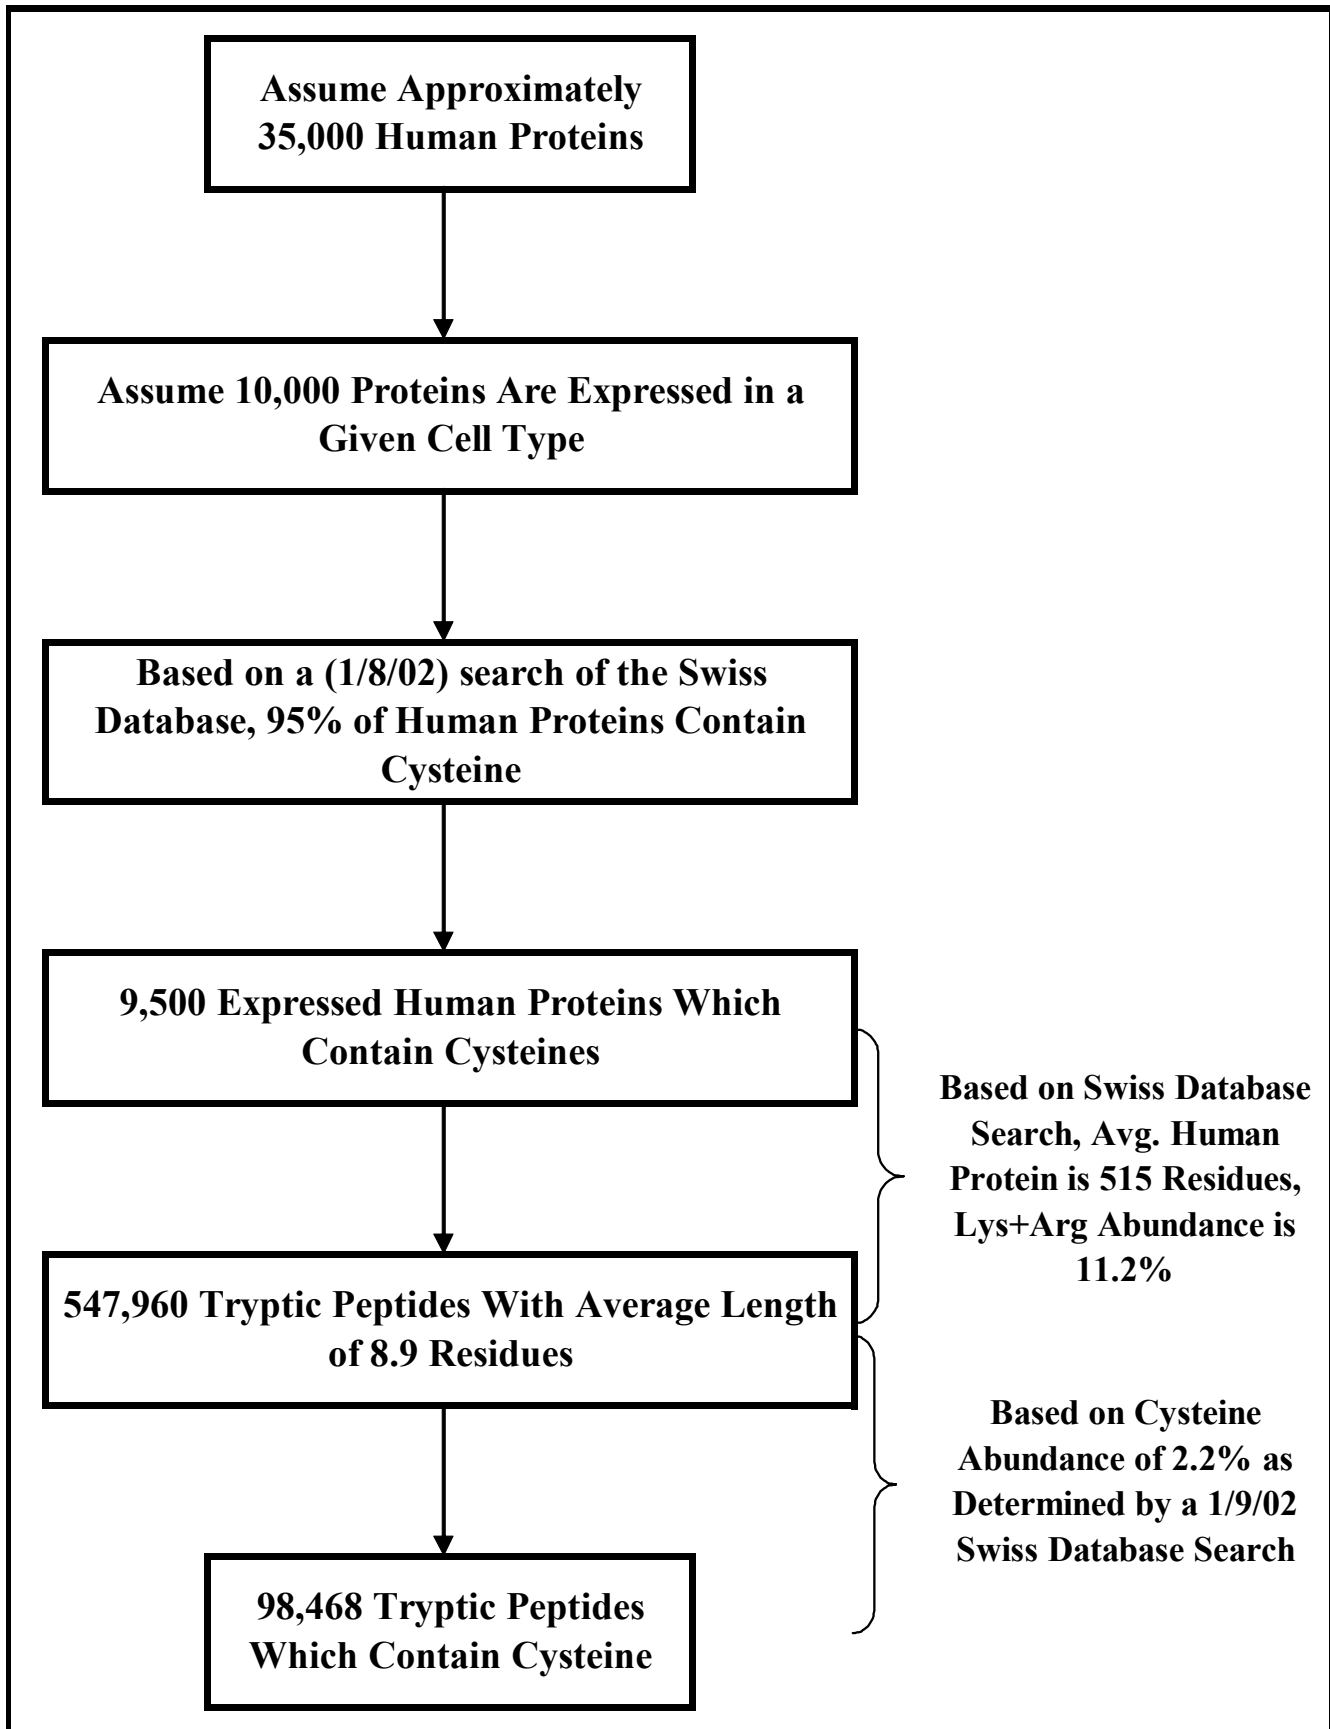 Assume Approximately
35,000 Human Proteins
Assume 10,000 Proteins Are Expressed in a
Given Cell Type
Based on a (1/8/02) search of the Swiss
Database, 95% of Human Proteins Contain
Cysteine
9,500 Expressed Human Proteins Which
Contain Cysteines
Based on Swiss Database
Search, Avg. Human
Protein is 515 Residues,
Lys+Arg Abundance is
11.2%
547,960 Tryptic Peptides With Average Length
of 8.9 Residues
Based on Cysteine
Abundance of 2.2% as
Determined by a 1/9/02
Swiss Database Search
98,468 Tryptic Peptides
Which Contain Cysteine